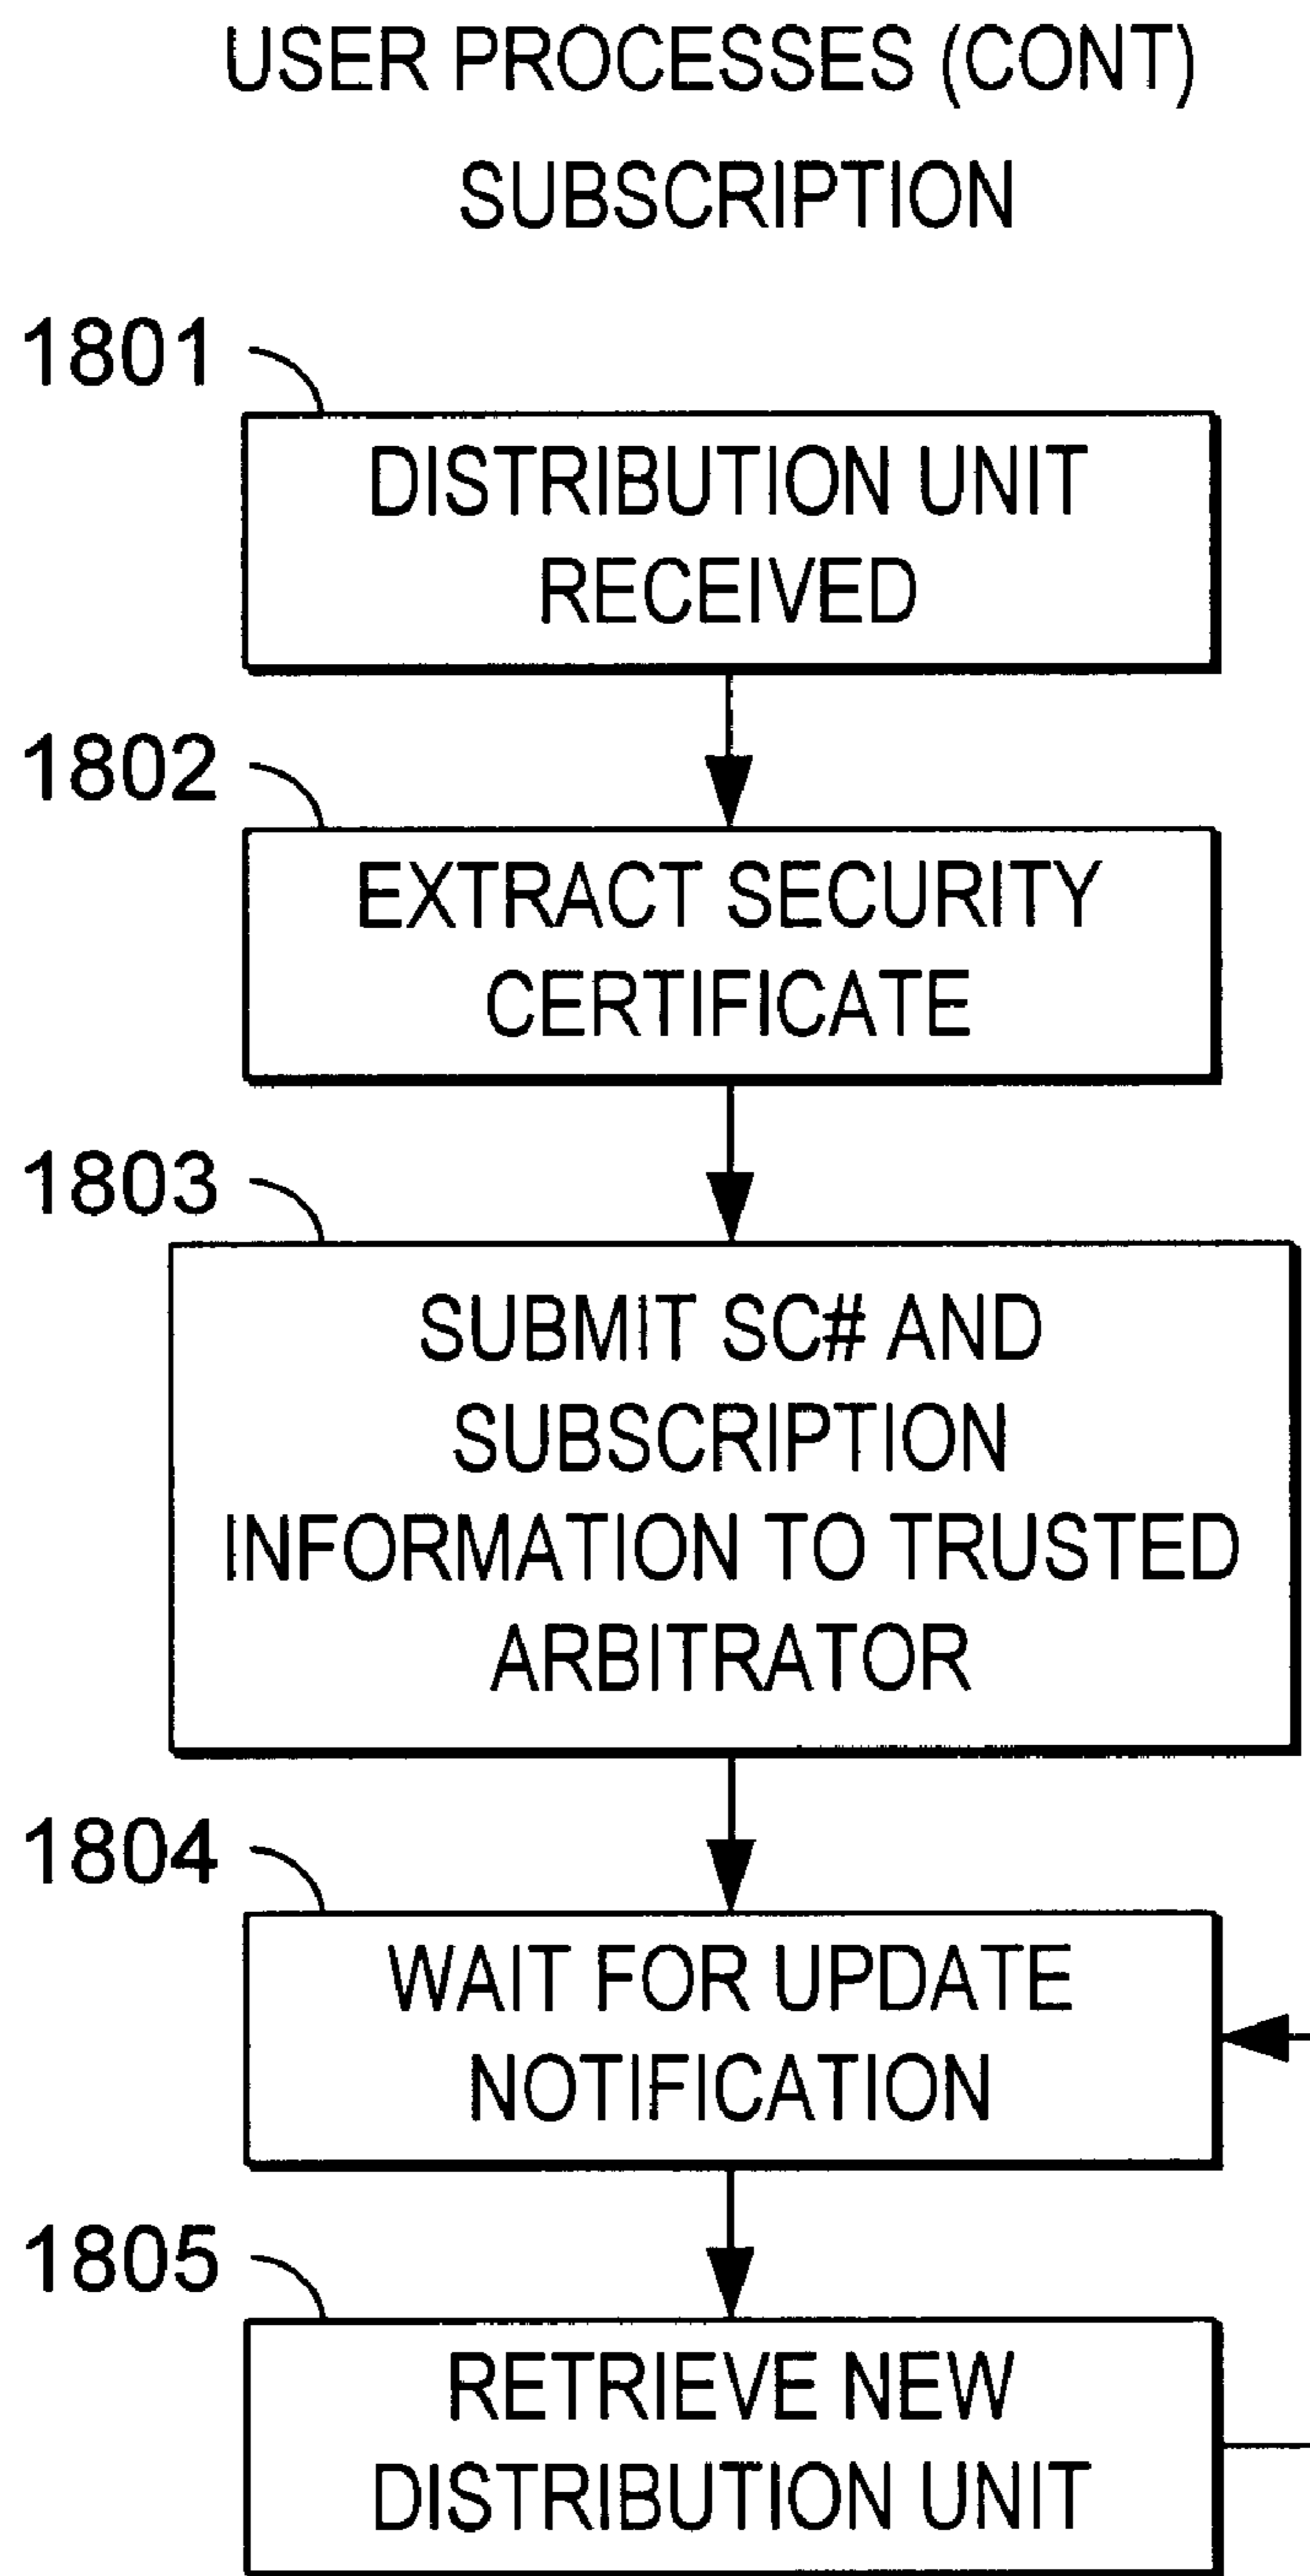 USER PROCESSES (CONT)
SUBSCRIPTION
1801
DISTRIBUTION UNIT
RECEIVED
1802
EXTRACT SECURITY
CERTIFICATE
1803
SUBMIT SC# AND
SUBSCRIPTION
INFORMATION TO TRUSTED
ARBITRATOR
1804
WAIT FOR UPDATE
NOTIFICATION
1805
RETRIEVE NEW
DISTRIBUTION UNIT